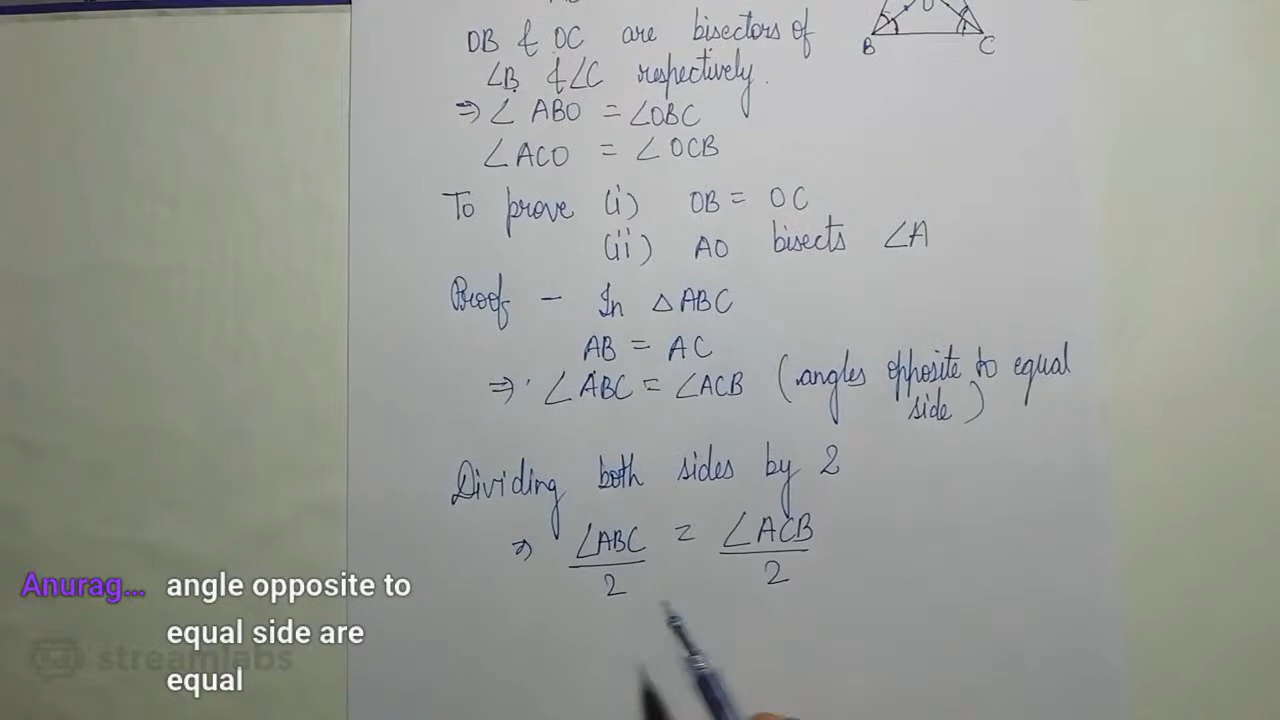 O
B C
OB & OC are bisectors of
∠B & ∠C respectively.
⇒ ∠ABO = ∠OBC
∠ACO = ∠OCB
To prove (i) OB = OC
(ii) AO bisects ∠A
Proof - In △ABC
AB = AC
⇒ ∠ABC = ∠ACB (angles opposite to equal
side)
Dividing both sides by 2
⇒ ∠ABC/2 = ∠ACB/2
Anurag... angle opposite to
equal side are
equal
streamlabs